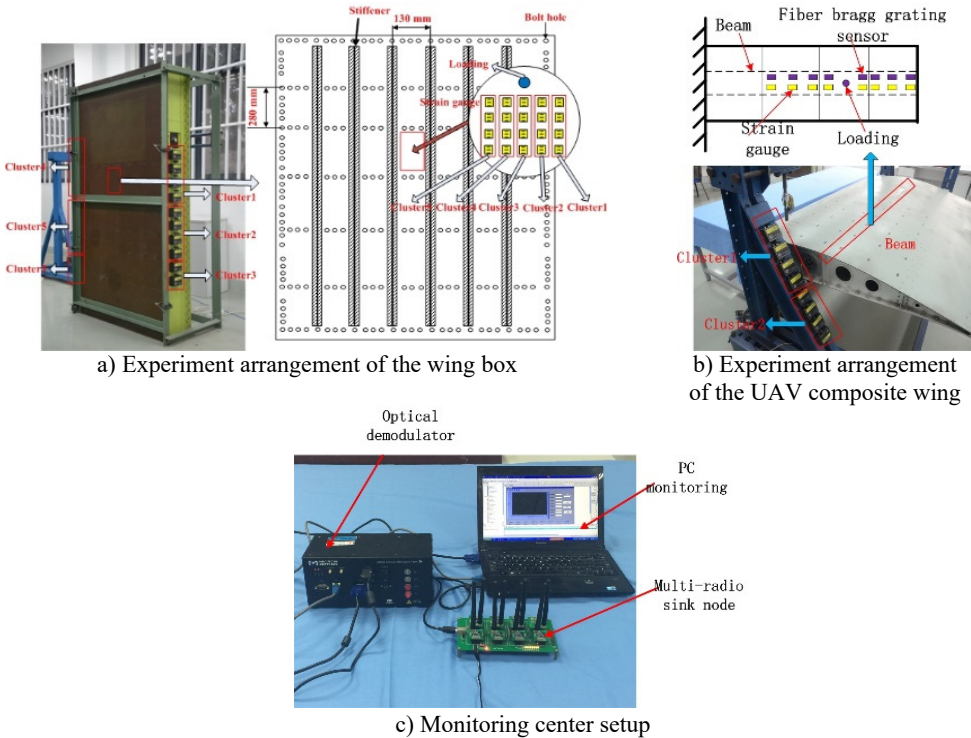 Stiffener
130 mm
Bolt hole
Loading
280 mm
Strain gauge
Cluster4
Cluster5
Cluster1
Cluster2
Cluster3
Cluster4
Cluster3
Cluster2
Cluster1
a) Experiment arrangement of the wing box
Fiber bragg grating
sensor
Beam
Strain
gauge
Loading
Beam
Cluster1
Cluster2
b) Experiment arrangement
of the UAV composite wing
Optical
demodulator
PC
monitoring
Multi-radio
sink node
c) Monitoring center setup